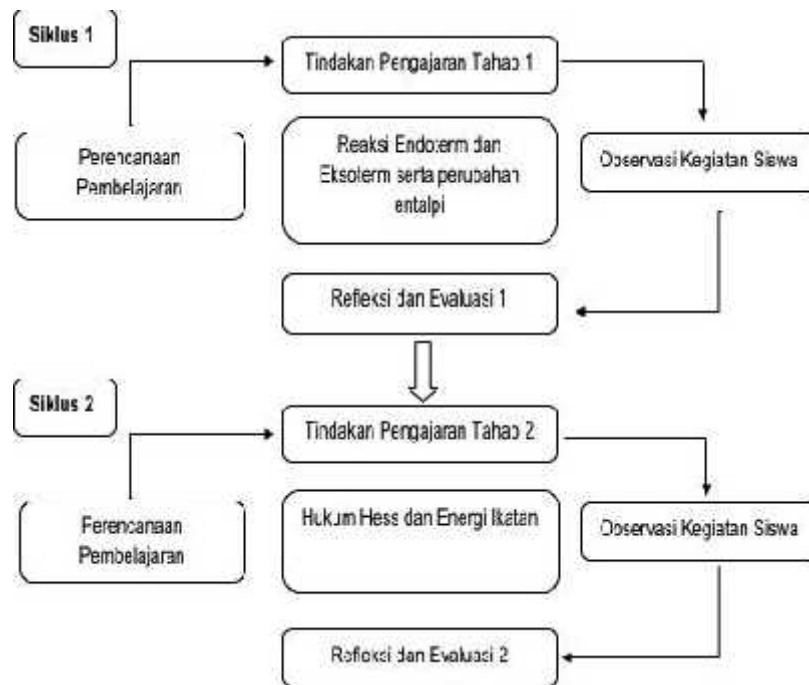 Siklus 1
Tindakan Pengajaran Tahap 1
Perencanaan
Pembelajaran
Reaksi Endoterm dan
Eksoterm serta perubahan
entalpi
Observasi Kegiatan Siswa
Refleksi dan Evaluasi 1
Siklus 2
Tindakan Pengajaran Tahap 2
Perencanaan
Pembelajaran
Hukum Hess dan Energi Ikatan
Observasi Kegiatan Siswa
Refleksi dan Evaluasi 2